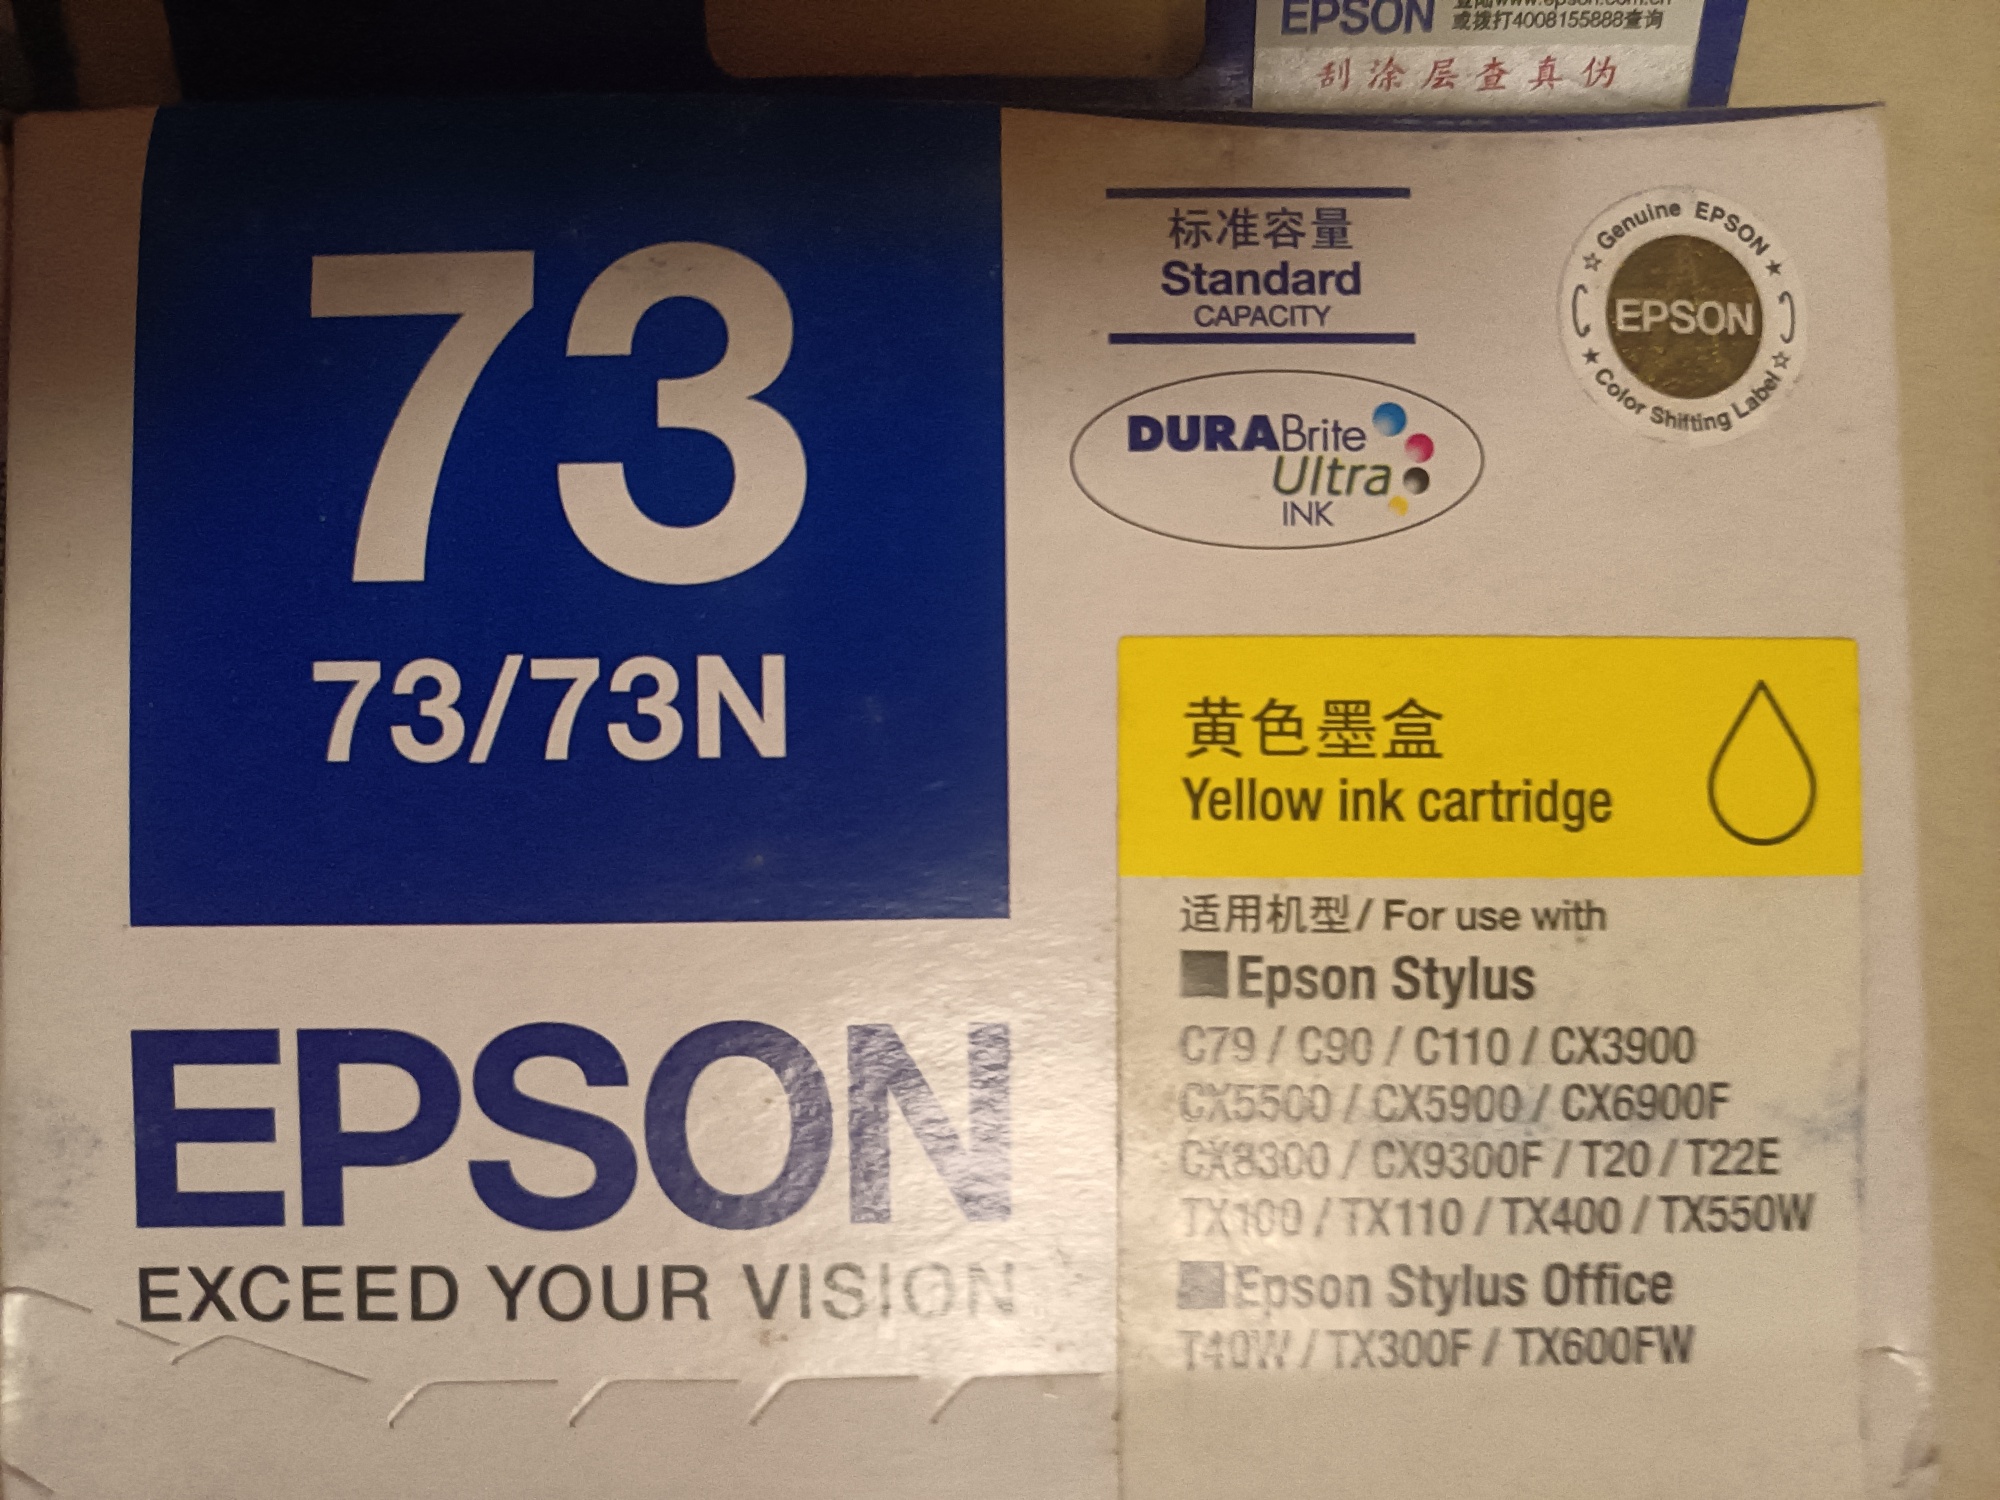 EPSON
或拨打4008155888查询
刮涂层查真伪
73
73/73N
EPSON
EXCEED YOUR VISION
标准容量
Standard
CAPACITY
DURABrite
Ultra
INK
Genuine EPSON
EPSON
Color Shifting Label
黄色墨盒
Yellow ink cartridge
适用机型/ For use with
Epson Stylus
C79 / C90 / C110 / CX3900
CX5500 / CX5900 / CX6900F
CX8300 / CX9300F / T20 / T22E
TX100 / TX110 / TX400 / TX550W
Epson Stylus Office
T40W / TX300F / TX600FW